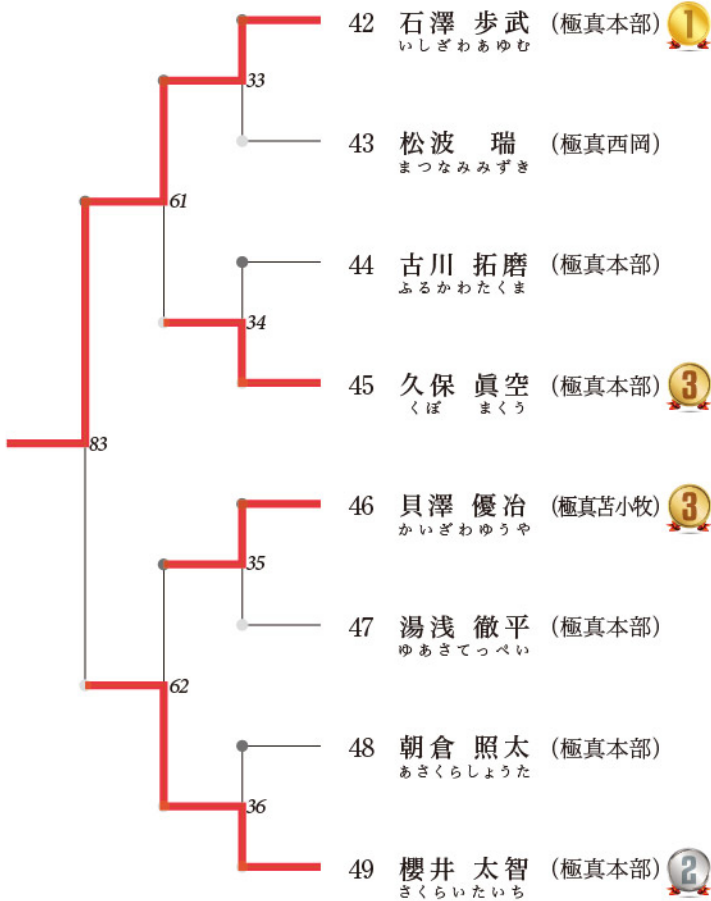 42 石澤 歩武 (極真本部) 1
いしざわあゆむ
33
43 松波 瑞 (極真西岡)
まつなみみずき
61
44 古川 拓磨 (極真本部)
ふるかわたくま
34
45 久保 眞空 (極真本部) 3
くぼ まくう
83
46 貝澤 優冶 (極真苫小牧) 3
かいざわゆうや
35
47 湯浅 徹平 (極真本部)
ゆあさてっぺい
62
48 朝倉 照太 (極真本部)
あさくらしょうた
36
49 櫻井 太智 (極真本部) 2
さくらいたいち